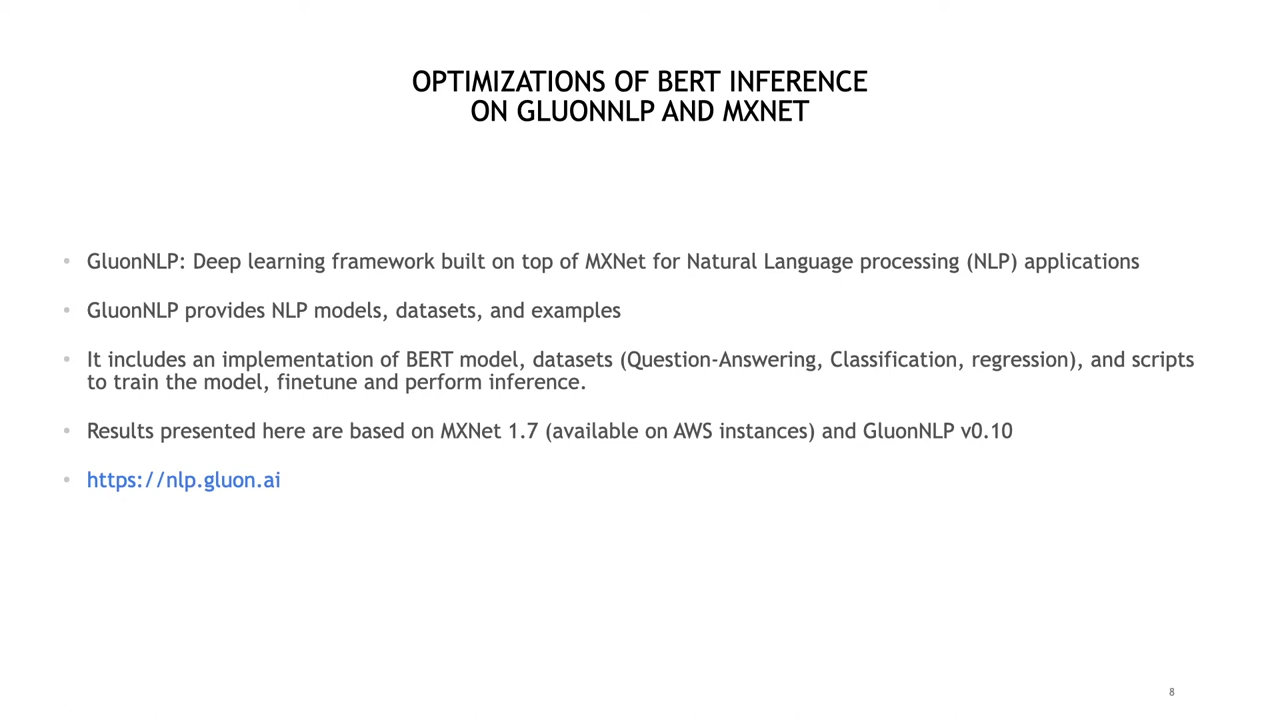 OPTIMIZATIONS OF BERT INFERENCE
ON GLUONNLP AND MXNET
• GluonNLP: Deep learning framework built on top of MXNet for Natural Language processing (NLP) applications
• GluonNLP provides NLP models, datasets, and examples
• It includes an implementation of BERT model, datasets (Question-Answering, Classification, regression), and scripts
to train the model, finetune and perform inference.
• Results presented here are based on MXNet 1.7 (available on AWS instances) and GluonNLP v0.10
• https://nlp.gluon.ai
8